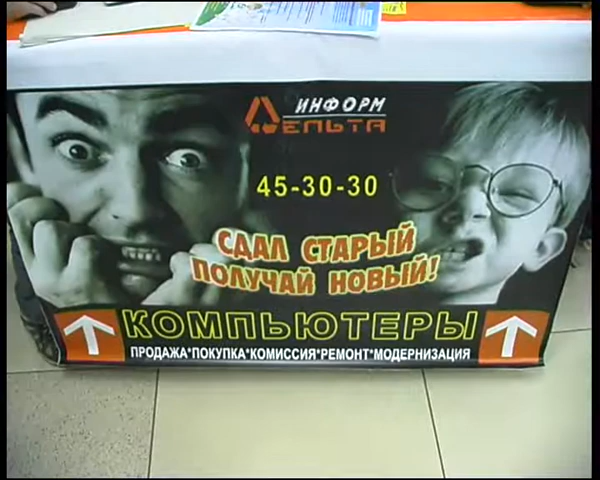 ИНФОРМ
ДЕЛЬТА
45-30-30
СДАЛ СТАРЫЙ
ПОЛУЧАЙ НОВЫЙ!
КОМПЬЮТЕРЫ
ПРОДАЖА*ПОКУПКА*КОМИССИЯ*РЕМОНТ*МОДЕРНИЗАЦИЯ